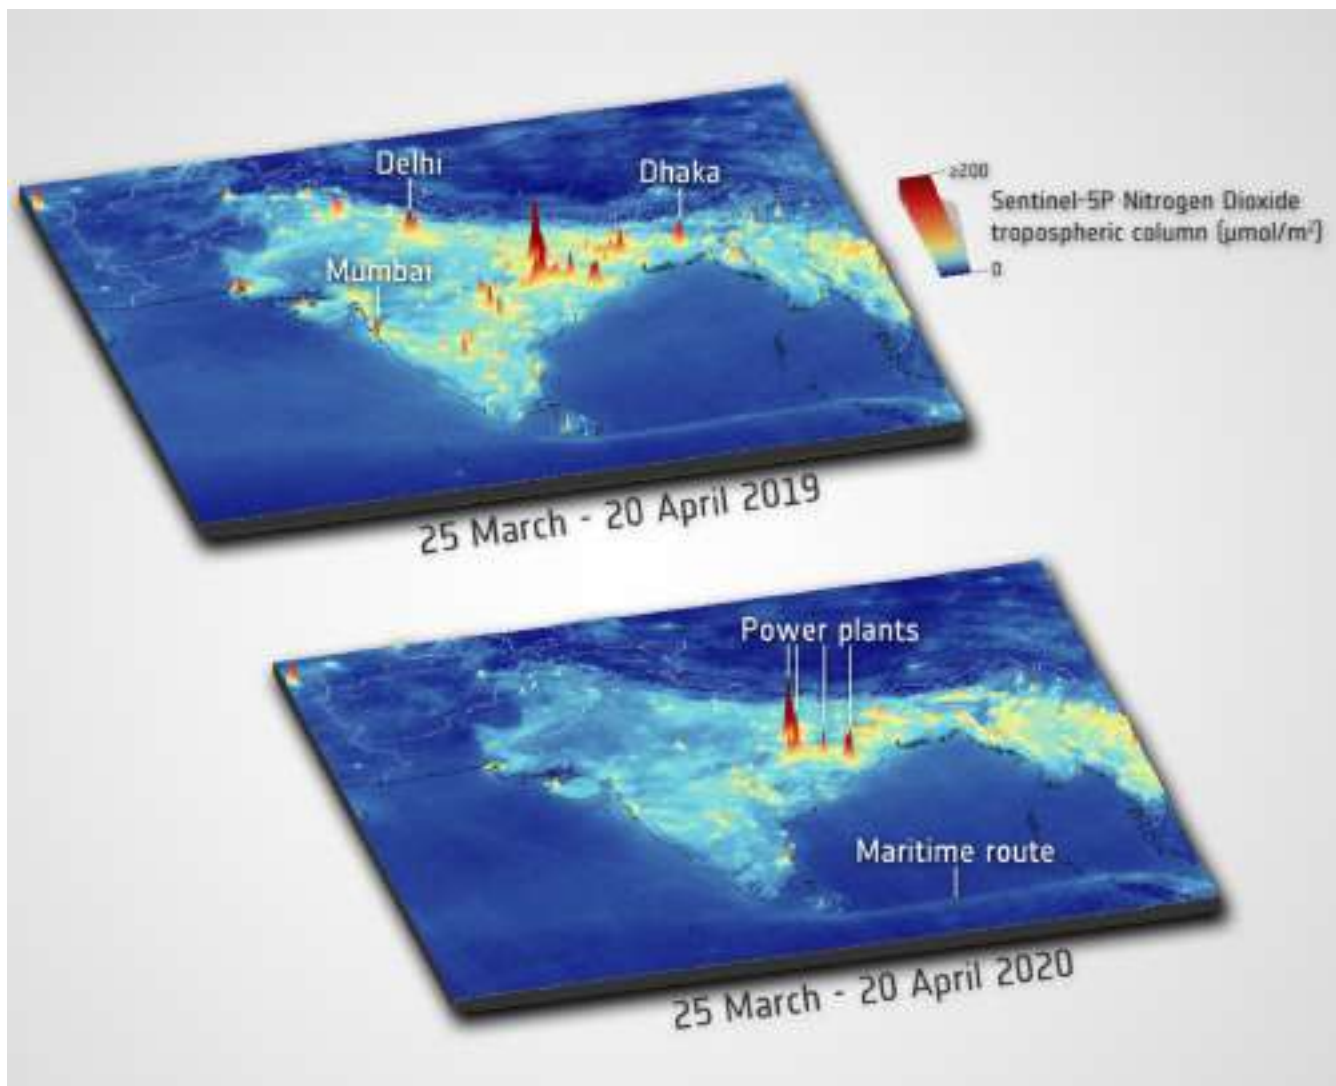 Delhi
Dhaka
Mumbai
≥200
Sentinel-5P Nitrogen Dioxide
tropospheric column (µmol/m²)
0
25 March - 20 April 2019
Power plants
Maritime route
25 March - 20 April 2020